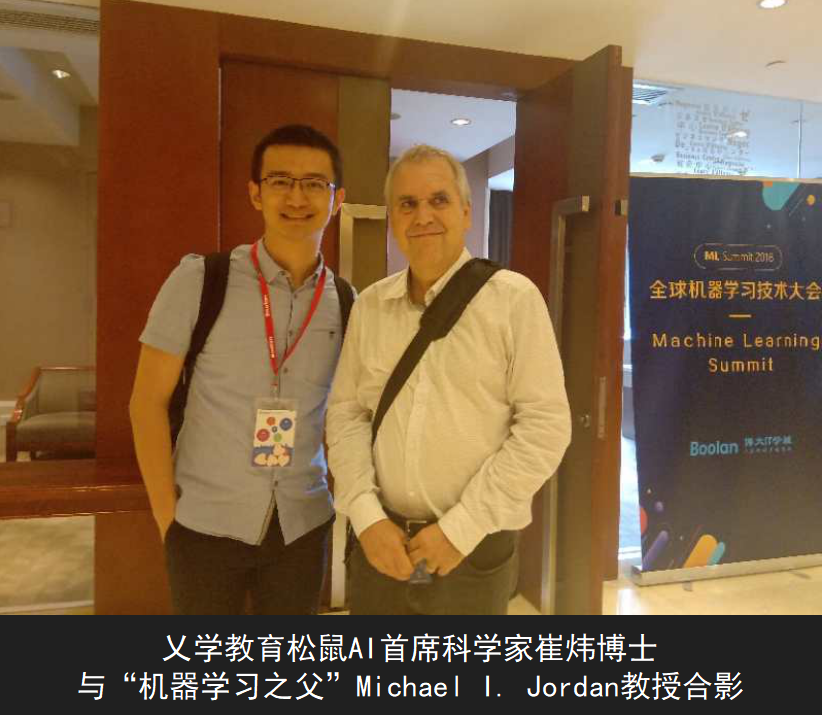 ML Summit 2018
全球机器学习技术大会
Machine Learning
Summit
Boolan
Boolan
乂学教育松鼠AI首席科学家崔炜博士
与“机器学习之父”Michael I. Jordan教授合影